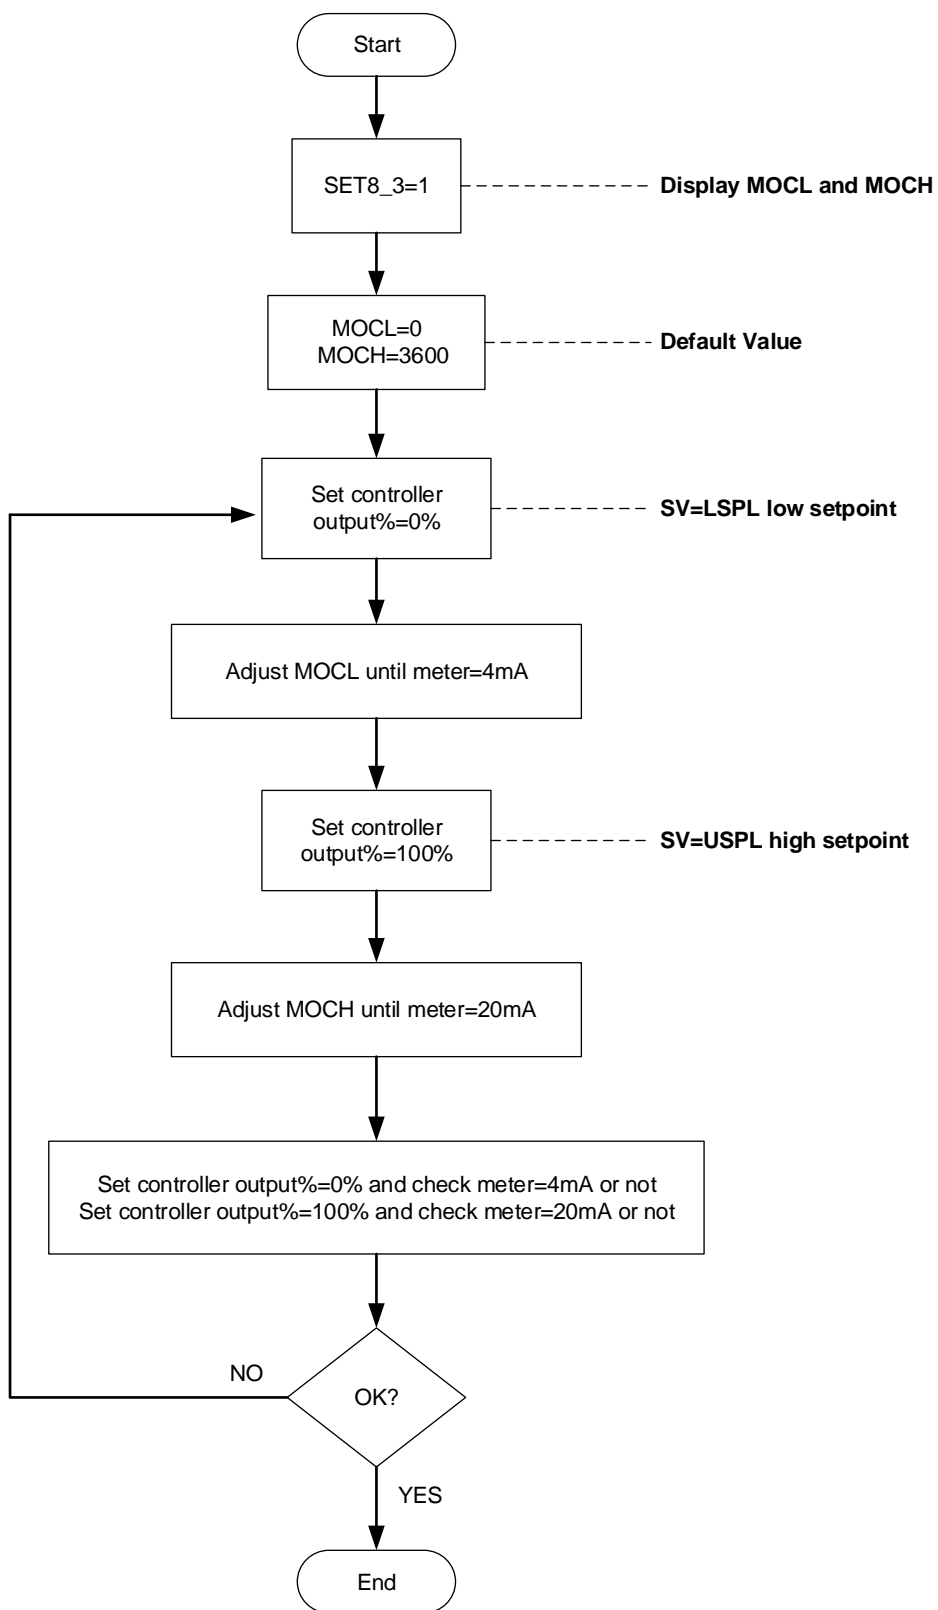 Start
SET8_3=1
Display MOCL and MOCH
MOCL=0
MOCH=3600
Default Value
Set controller
output%=0%
SV=LSPL low setpoint
Adjust MOCL until meter=4mA
Set controller
output%=100%
SV=USPL high setpoint
Adjust MOCH until meter=20mA
Set controller output%=0% and check meter=4mA or not
Set controller output%=100% and check meter=20mA or not
NO
OK?
YES
End